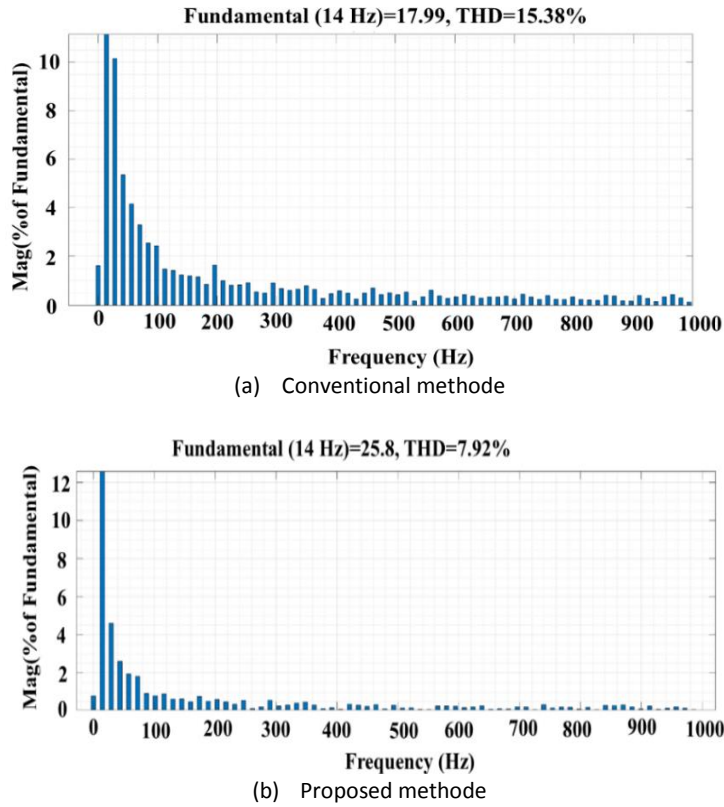 Fundamental (14 Hz)=17.99, THD=15.38%
Mag(%of Fundamental)
10
8
6
4
2
0
0 100 200 300 400 500 600 700 800 900 1000
Frequency (Hz)
(a) Conventional methode
Fundamental (14 Hz)=25.8, THD=7.92%
Mag(%of Fundamental)
12
10
8
6
4
2
0
0 100 200 300 400 500 600 700 800 900 1000
Frequency (Hz)
(b) Proposed methode